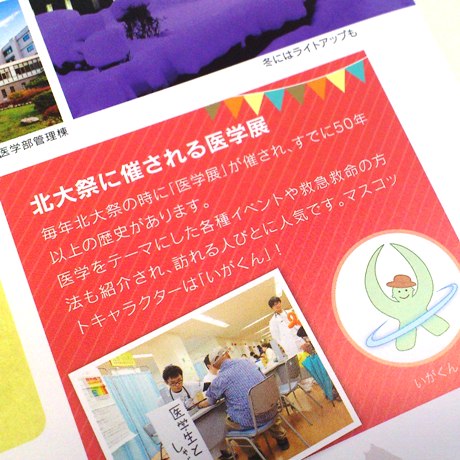 冬にはライトアップも
医学部管理棟
北大祭に催される医学展
毎年北大祭の時に「医学展」が催され、すでに50年
以上の歴史があります。
医学をテーマにした各種イベントや救急救命の方
法も紹介され、訪れる人びとに人気です。マスコッ
トキャラクターは「いがくん」!
いがくん
医学生と
しゃ